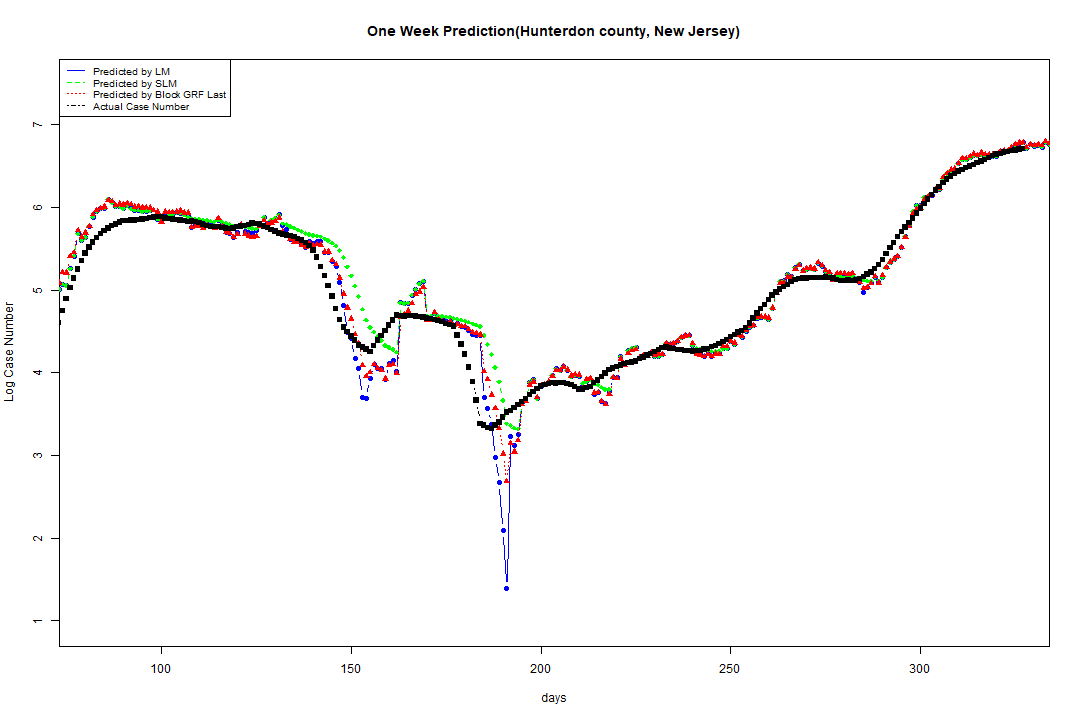 One Week Prediction(Hunterdon county, New Jersey)
Predicted by LM
Predicted by SLM
Predicted by Block GRF Last
Actual Case Number
7
6
5
4
3
2
1
Log Case Number
100 150 200 250 300
days